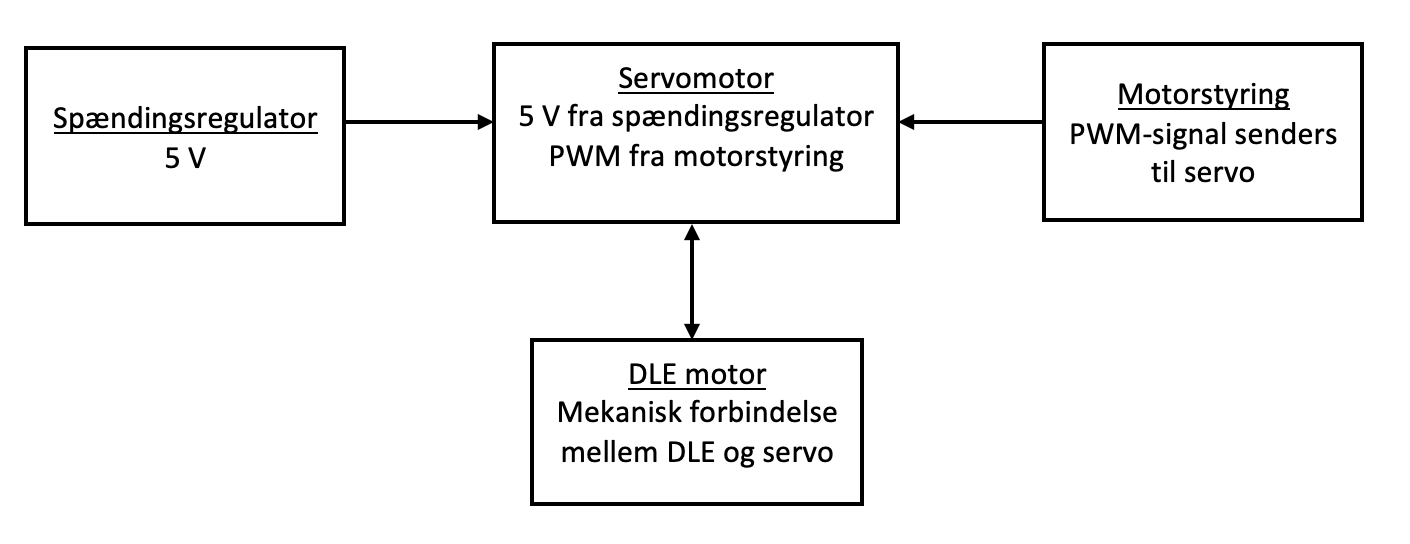 Spændingsregulator
5 V
Servomotor
5 V fra spændingsregulator
PWM fra motorstyring
Motorstyring
PWM-signal senders
til servo
DLE motor
Mekanisk forbindelse
mellem DLE og servo